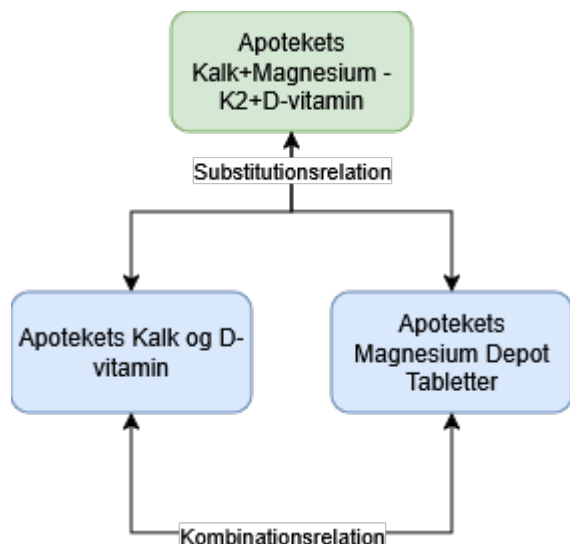 Apotekets
Kalk+Magnesium -
K2+D-vitamin
Substitutionsrelation
Apotekets Kalk og D-
vitamin
Apotekets
Magnesium Depot
Tabletter
Kombinationsrelation